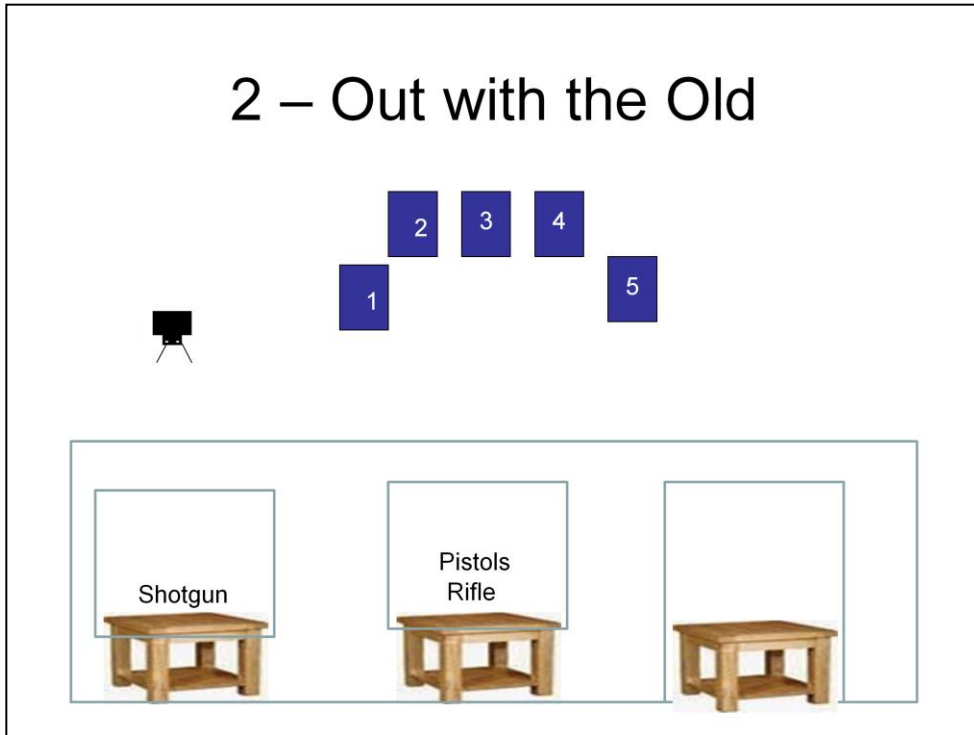 2 – Out with the Old
2 3 4
1 5
Shotgun
Pistols
Rifle